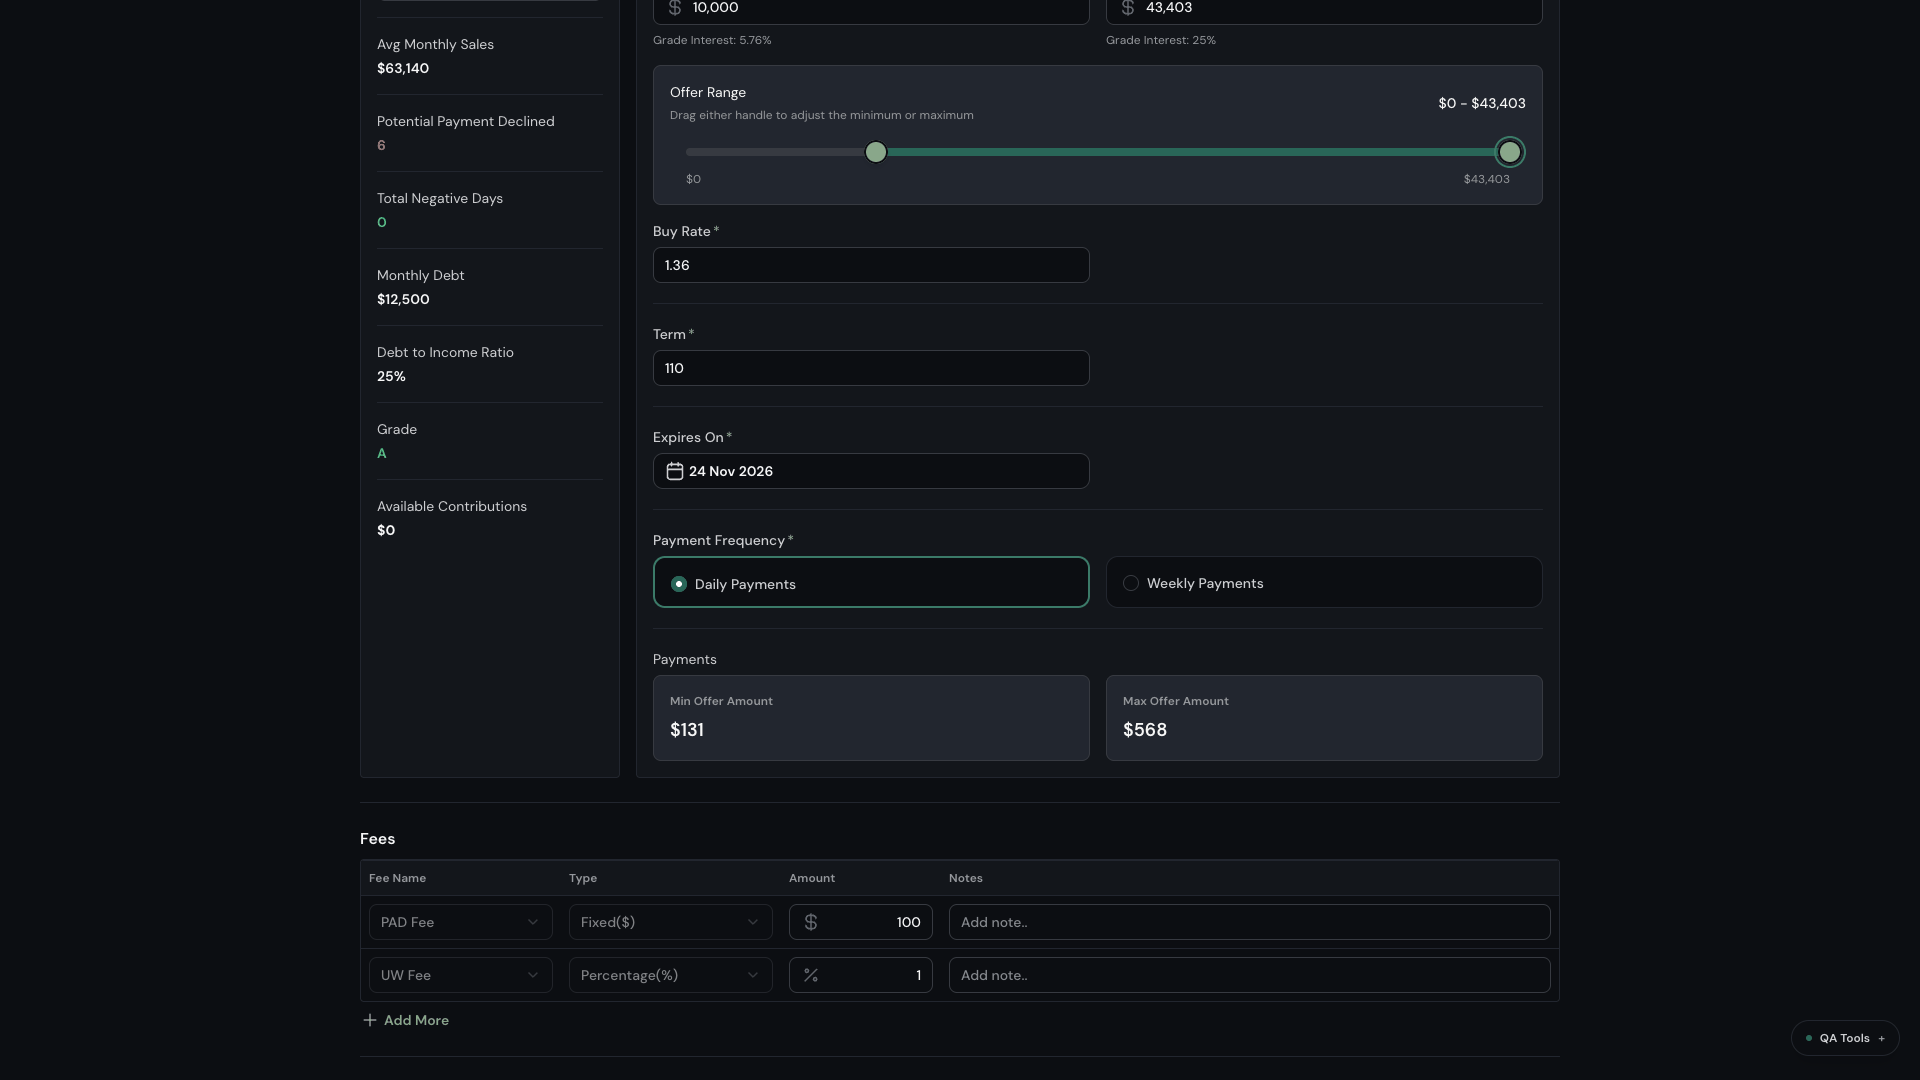 Avg Monthly Sales
$63,140
Potential Payment Declined
6
Total Negative Days
0
Monthly Debt
$12,500
Debt to Income Ratio
25%
Grade
A
Available Contributions
$0
$ 10,000
$ 43,403
Grade Interest: 5.76%
Grade Interest: 25%
Offer Range
Drag either handle to adjust the minimum or maximum
$0 - $43,403
$0
$43,403
Buy Rate *
1.36
Term *
110
Expires On *
24 Nov 2026
Payment Frequency *
Daily Payments
Weekly Payments
Payments
Min Offer Amount
$131
Max Offer Amount
$568
Fees
Fee Name Type Amount Notes
PAD Fee Fixed($) $ 100 Add note..
UW Fee Percentage(%) % 1 Add note..
+ Add More
QA Tools +